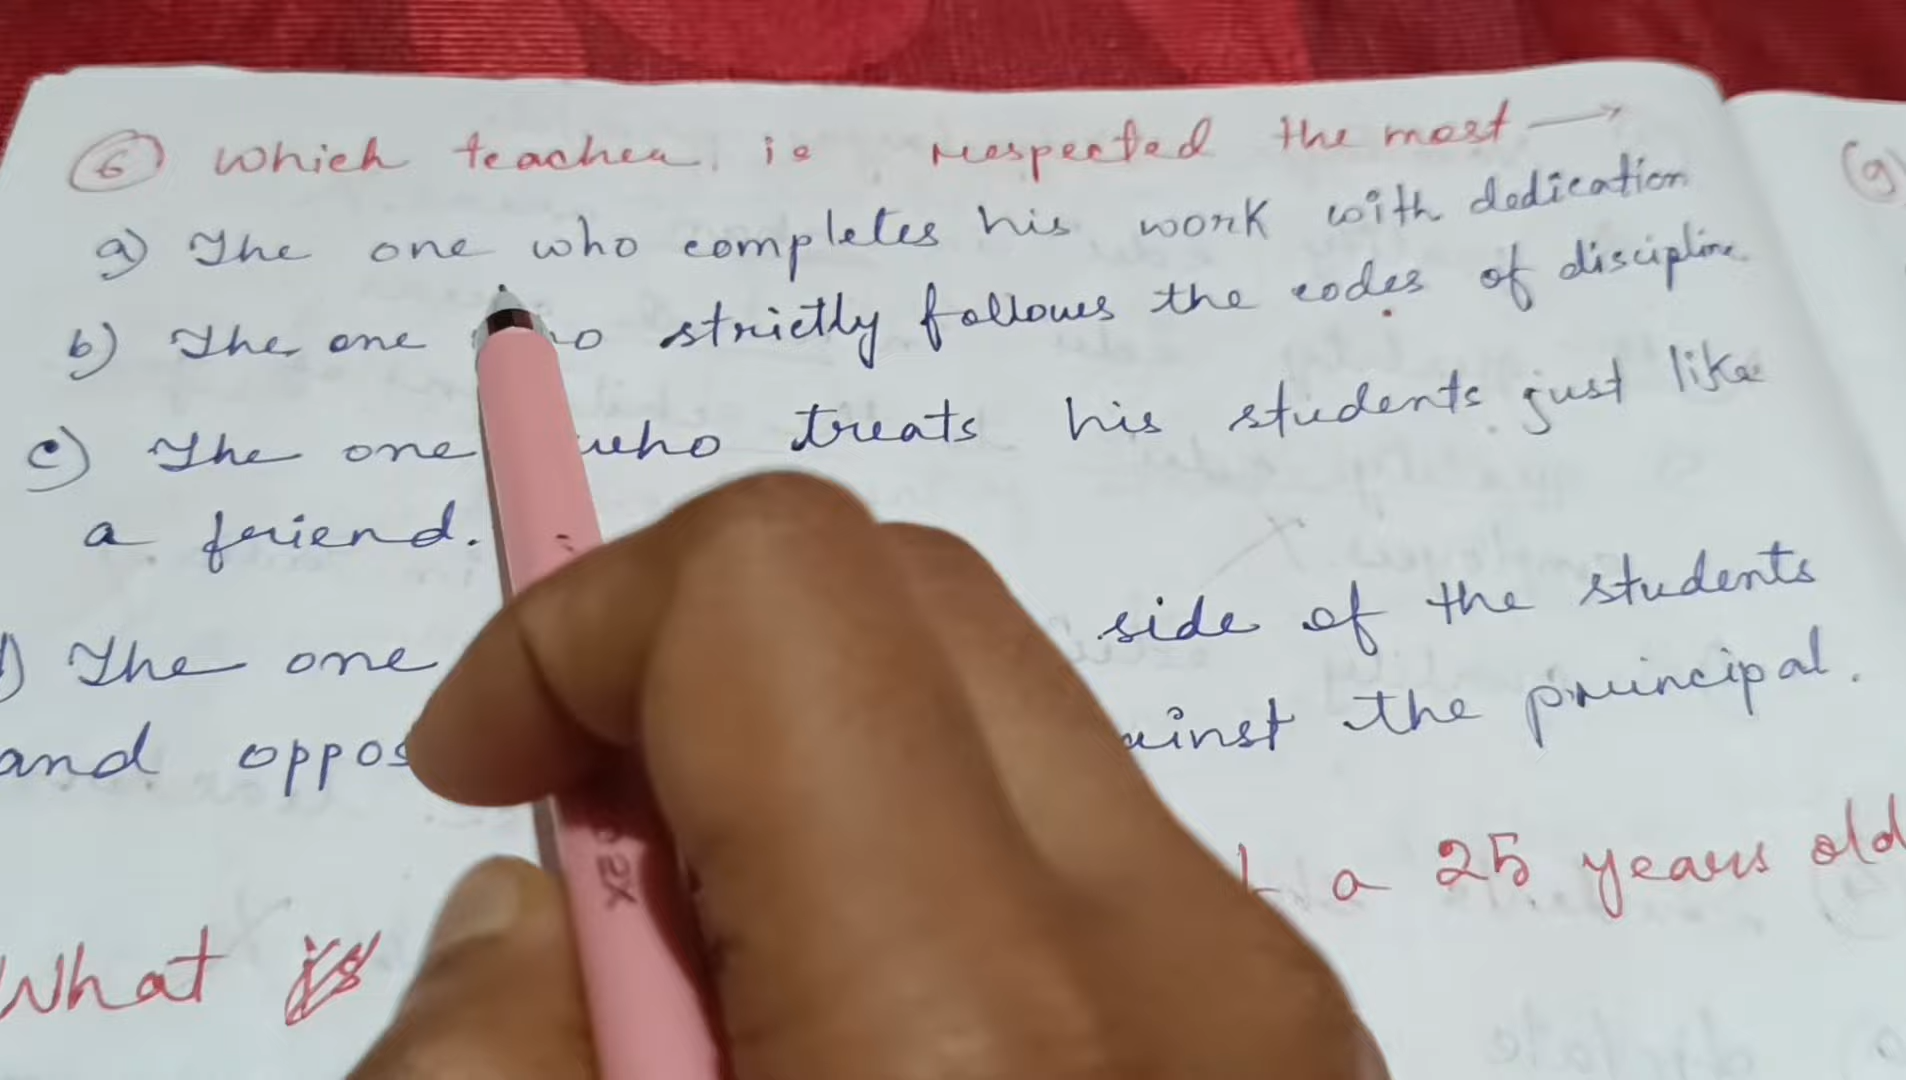 6 Which teacher is respected the most →
a) The one who completes his work with dedication
b) The one strictly follows the codes of discipline
c) The one who treats his students just like
a friend.
) The one side of the students
and the principal.
a 25 years old
What is